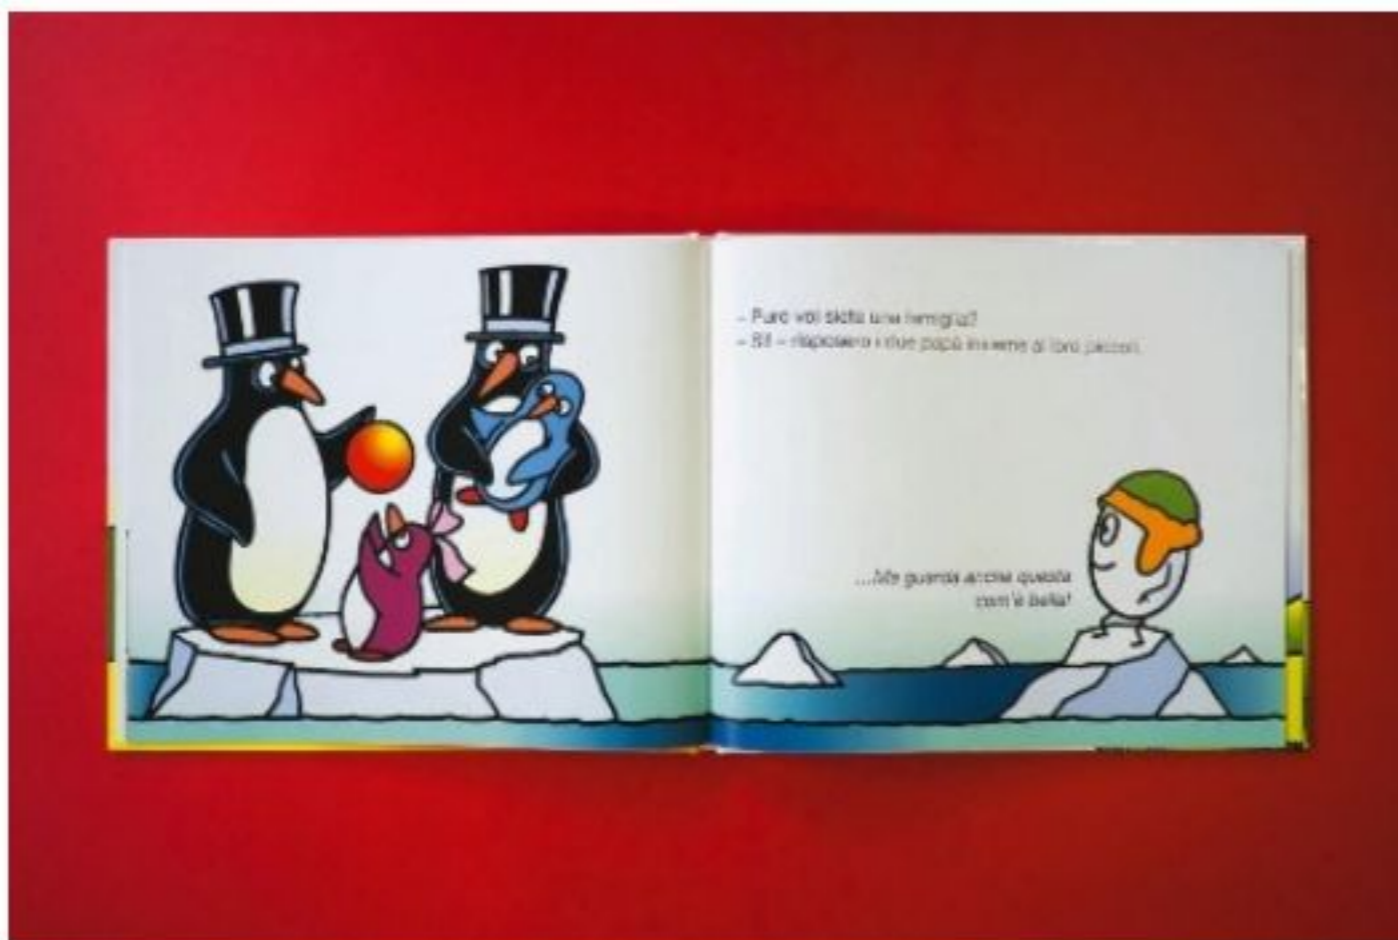 – Pure voi siete una famiglia?
– Sì! – risposero i due papà insieme ai loro piccoli.
...Ma guarda anche questa
com'è bella!